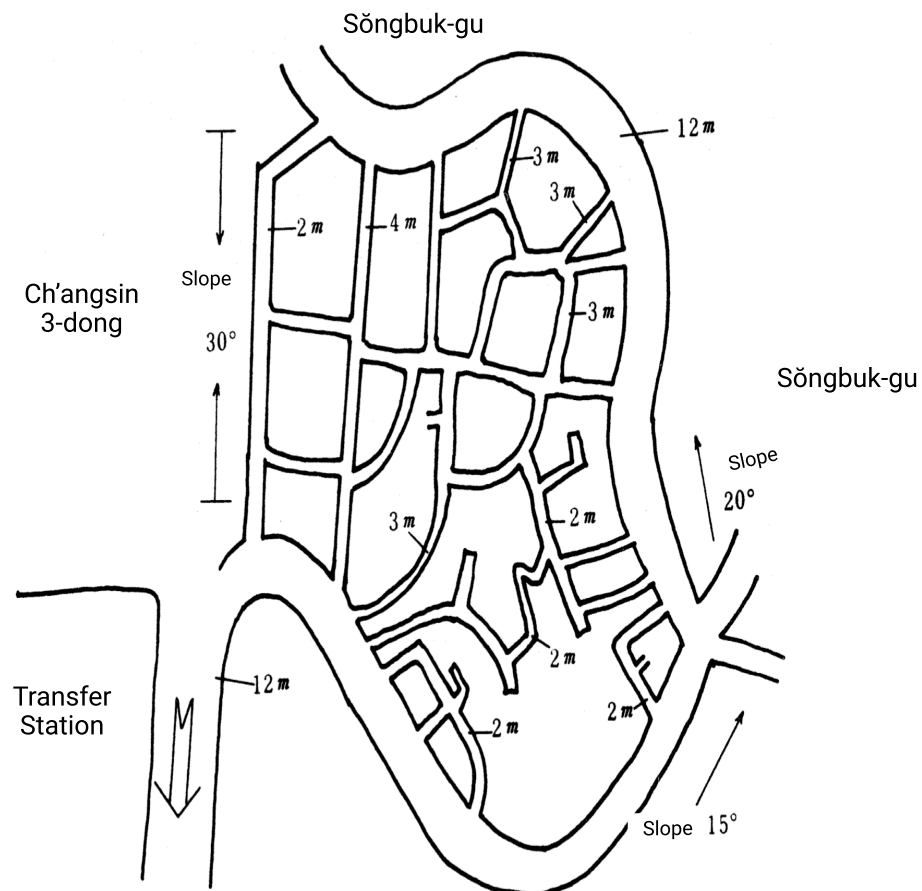 Sŏngbuk-gu
12m
3m
3m
2m
4m
Slope
Ch’angsin
3-dong
3m
30°
Sŏngbuk-gu
Slope
20°
3m
2m
2m
12m
Transfer
Station
2m
2m
Slope 15°